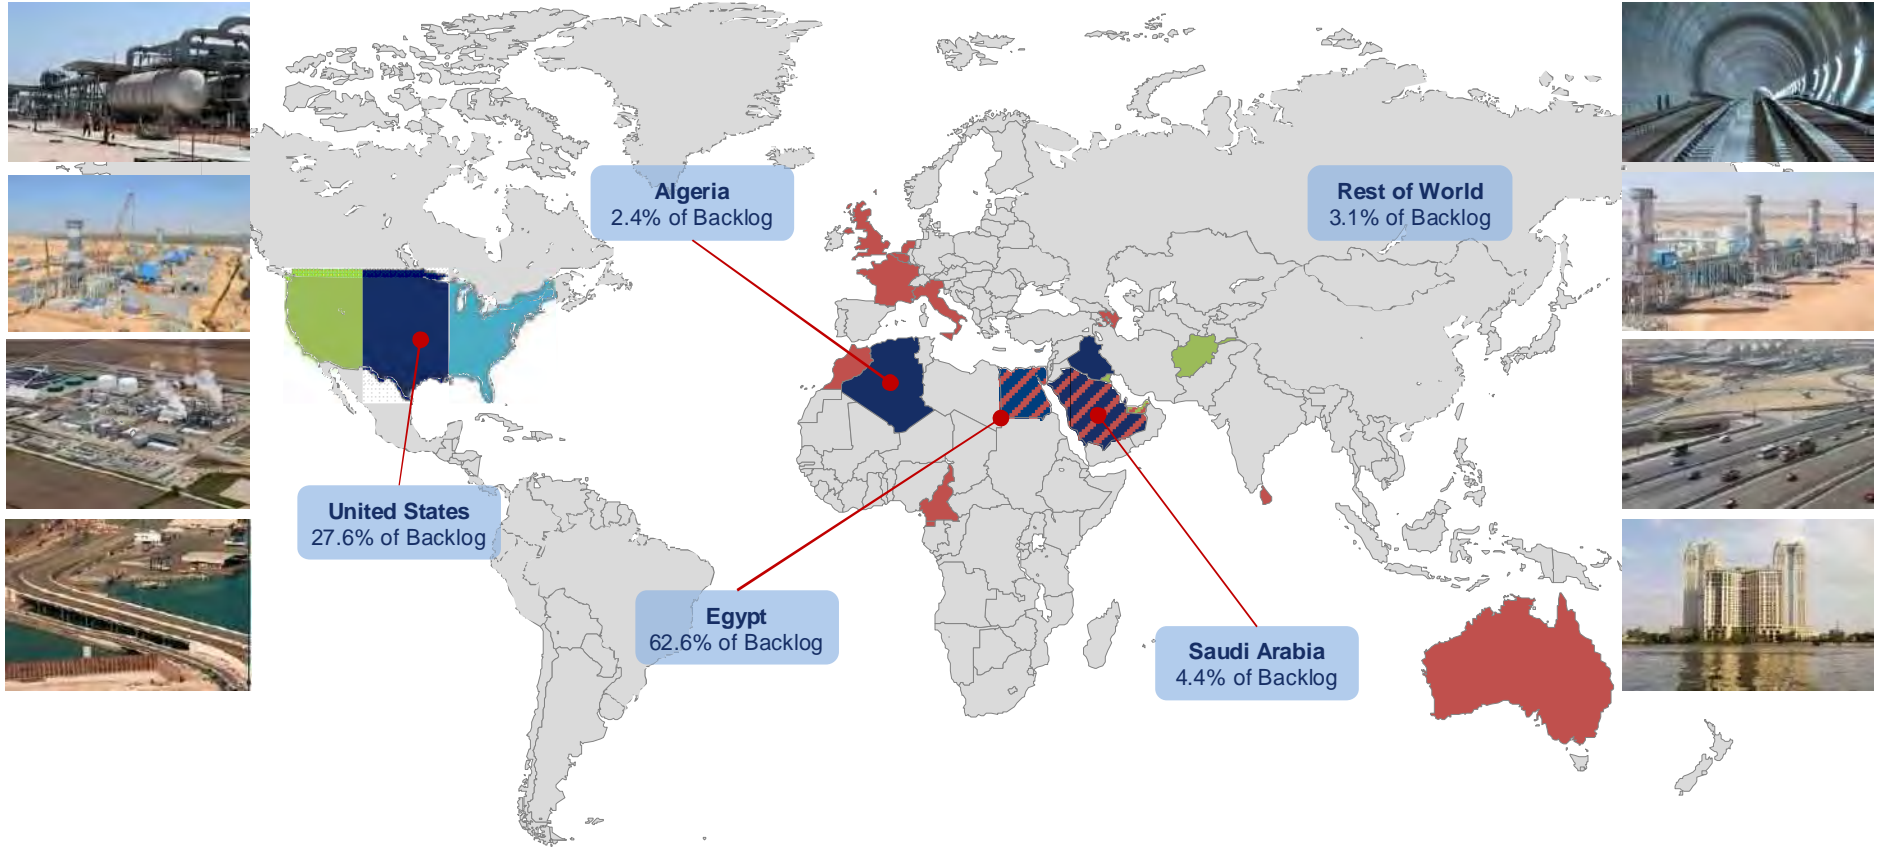 Algeria
2.4% of Backlog
Rest of World
3.1% of Backlog
United States
27.6% of Backlog
Egypt
62.6% of Backlog
Saudi Arabia
4.4% of Backlog